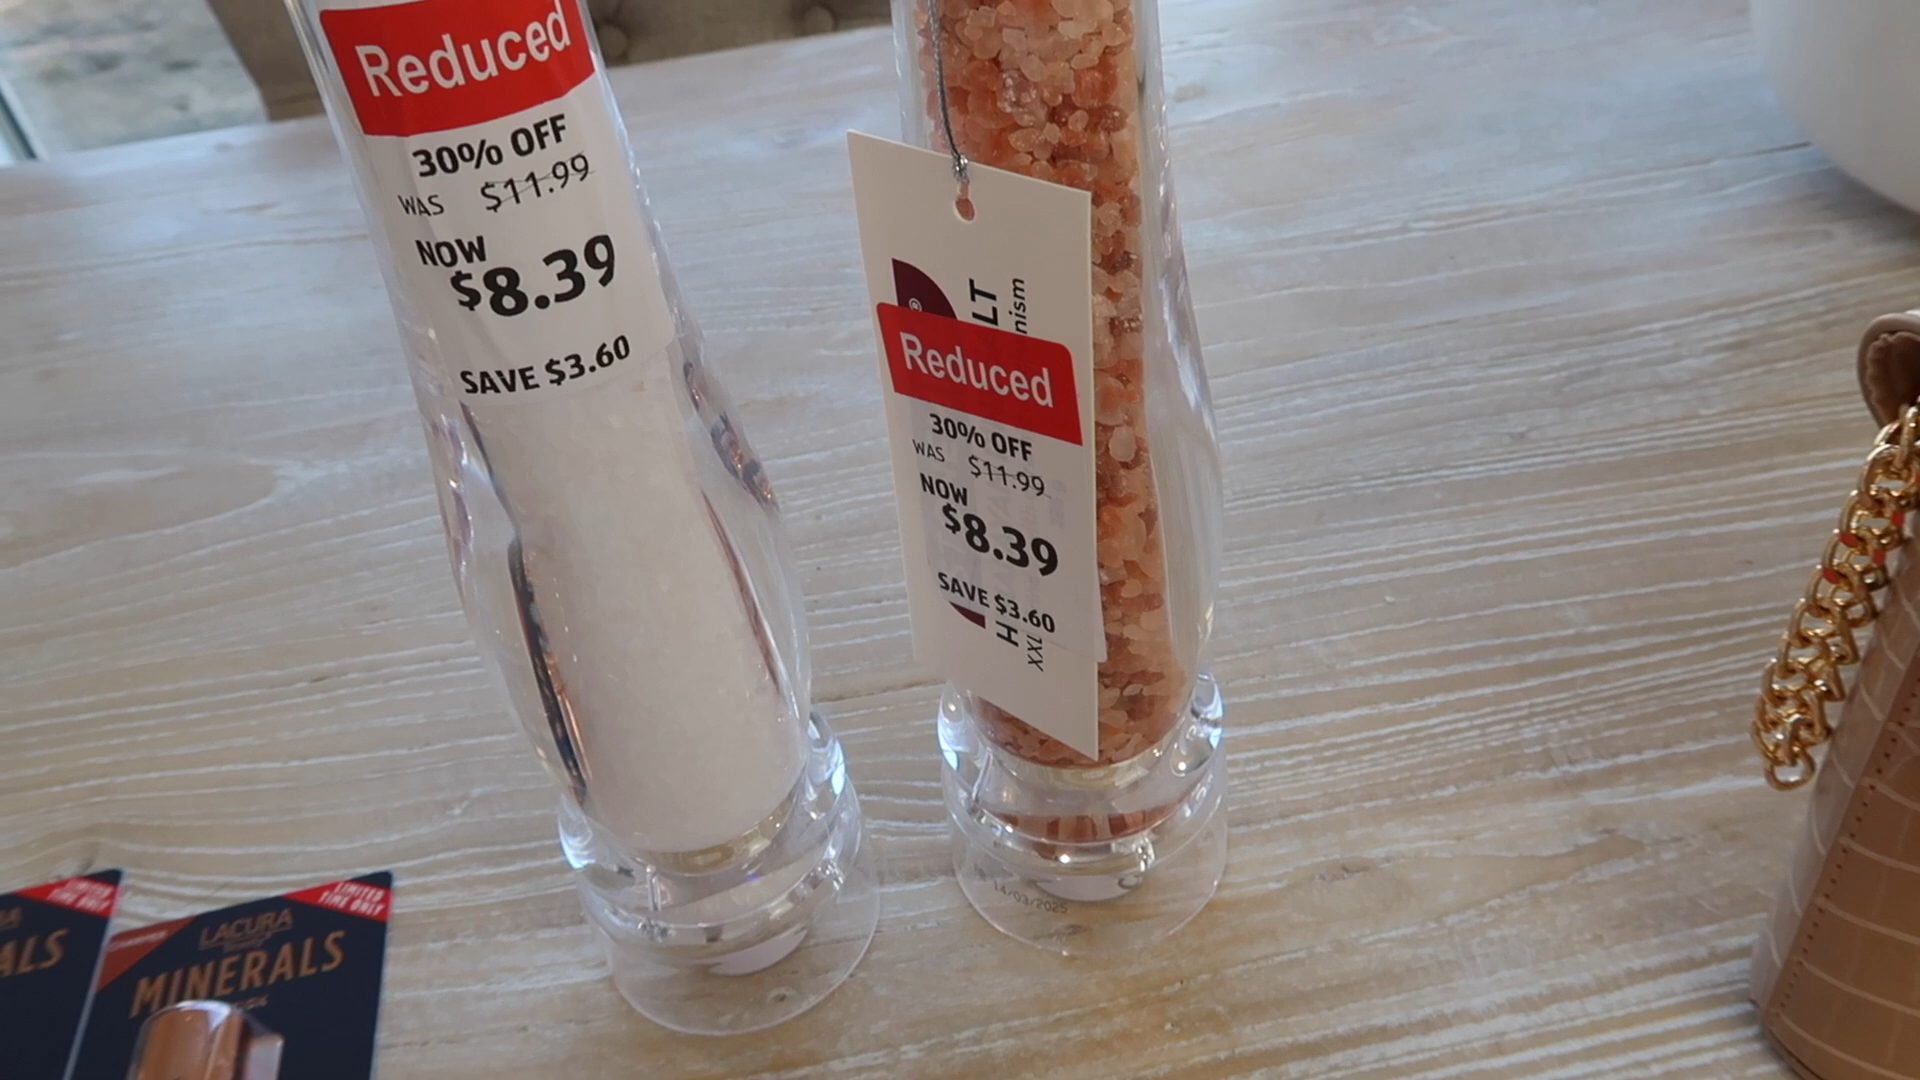 Reduced
30% OFF
WAS $11.99
NOW
$8.39
SAVE $3.60
LT
nism
®
Reduced
30% OFF
WAS $11.99
NOW
$8.39
SAVE $3.60
H
XXL
14/03/2025
LIMITED
TIME ONLY
ALS
LIMITED
TIME ONLY
LACURA
MINERALS